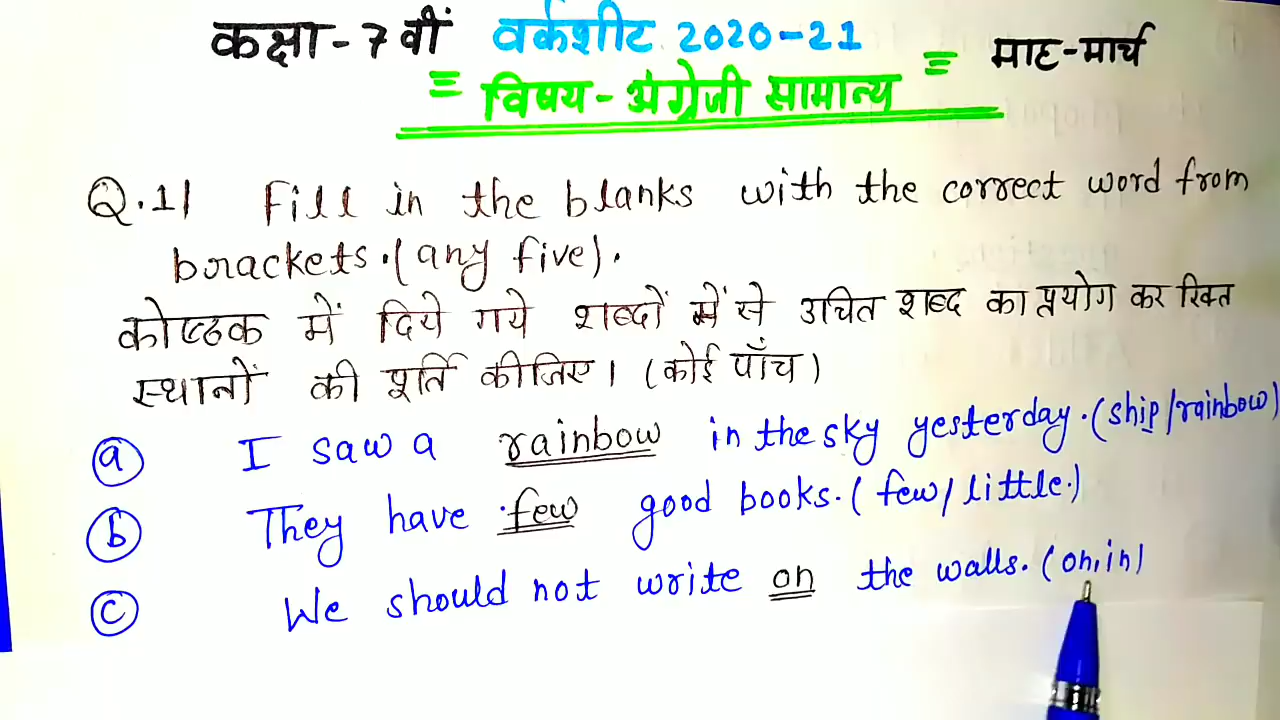 कक्षा-7वीं वर्कशीट 2020-21 माह-मार्च
= विषय-अंग्रेजी सामान्य =
Q.1| Fill in the blanks with the correct word from
brackets.(any five).
कोष्ठक में दिये गये शब्दों में से उचित शब्द का प्रयोग कर रिक्त
स्थानों की पूर्ति कीजिए। (कोई पाँच)
(a) I saw a rainbow in the sky yesterday. (ship/rainbow)
(b) They have few good books. (few/little.)
(c) We should not write on the walls. (on, in)